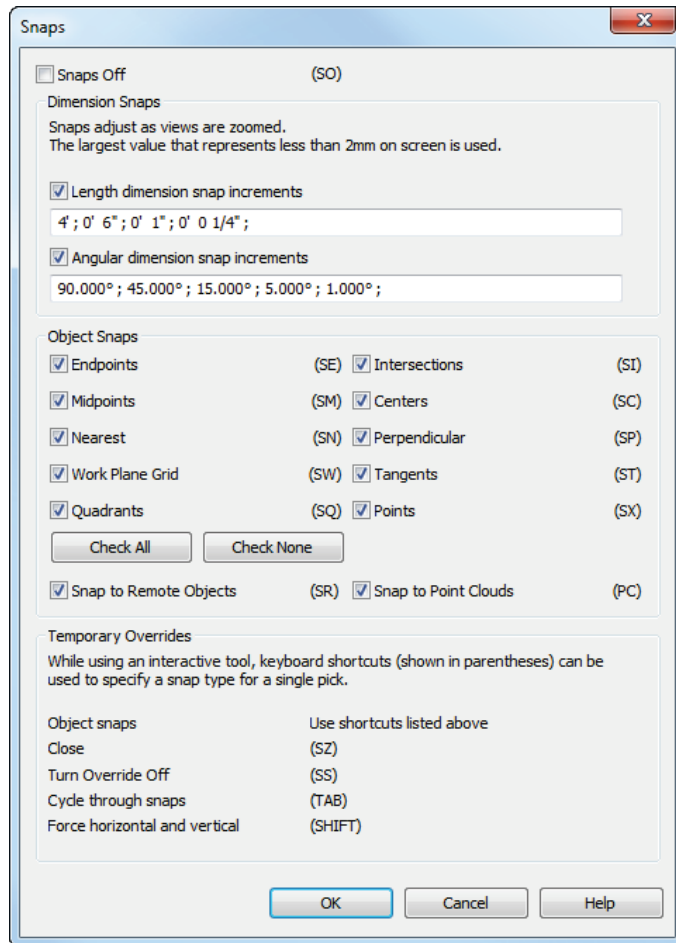 Snaps
Snaps Off (SO)
Dimension Snaps
Snaps adjust as views are zoomed.
The largest value that represents less than 2mm on screen is used.
Length dimension snap increments
4' ; 0'  6" ; 0'  1" ; 0'  0 1/4" ;
Angular dimension snap increments
90.000° ; 45.000° ; 15.000° ; 5.000° ; 1.000° ;
Object Snaps
Endpoints (SE) Intersections (SI)
Midpoints (SM) Centers (SC)
Nearest (SN) Perpendicular (SP)
Work Plane Grid (SW) Tangents (ST)
Quadrants (SQ) Points (SX)
Check All Check None
Snap to Remote Objects (SR) Snap to Point Clouds (PC)
Temporary Overrides
While using an interactive tool, keyboard shortcuts (shown in parentheses) can be
used to specify a snap type for a single pick.
Object snaps Use shortcuts listed above
Close (SZ)
Turn Override Off (SS)
Cycle through snaps (TAB)
Force horizontal and vertical (SHIFT)
OK Cancel Help